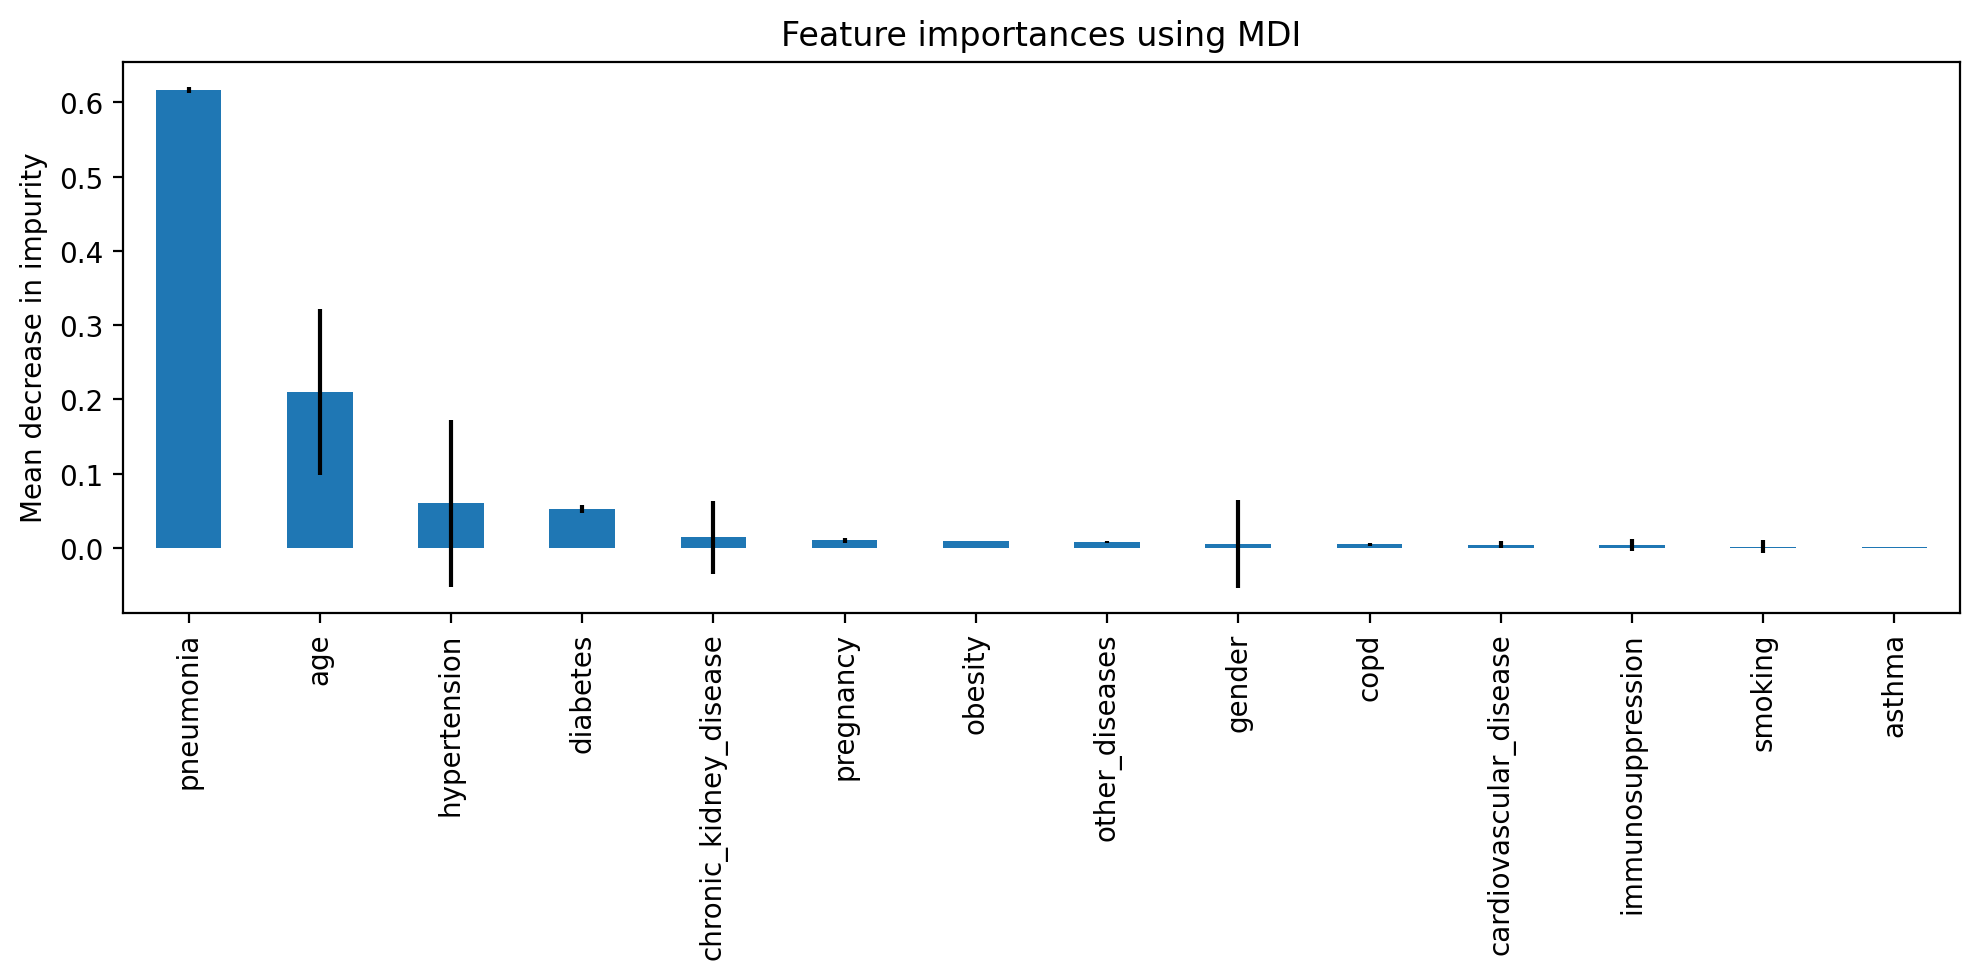 Feature importances using MDI
Mean decrease in impurity
0.6
0.5
0.4
0.3
0.2
0.1
0.0
pneumonia
age
hypertension
diabetes
chronic_kidney_disease
pregnancy
obesity
other_diseases
gender
copd
cardiovascular_disease
immunosuppression
smoking
asthma